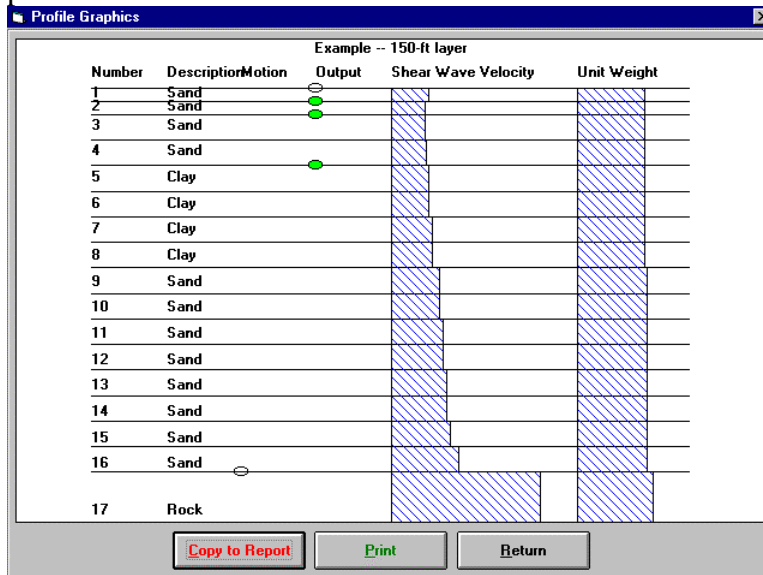 Profile Graphics
Example -- 150-ft layer
Number DescriptionMotion Output Shear Wave Velocity Unit Weight
1 Sand
2 Sand
3 Sand
4 Sand
5 Clay
6 Clay
7 Clay
8 Clay
9 Sand
10 Sand
11 Sand
12 Sand
13 Sand
14 Sand
15 Sand
16 Sand
17 Rock
Copy to Report Print Return